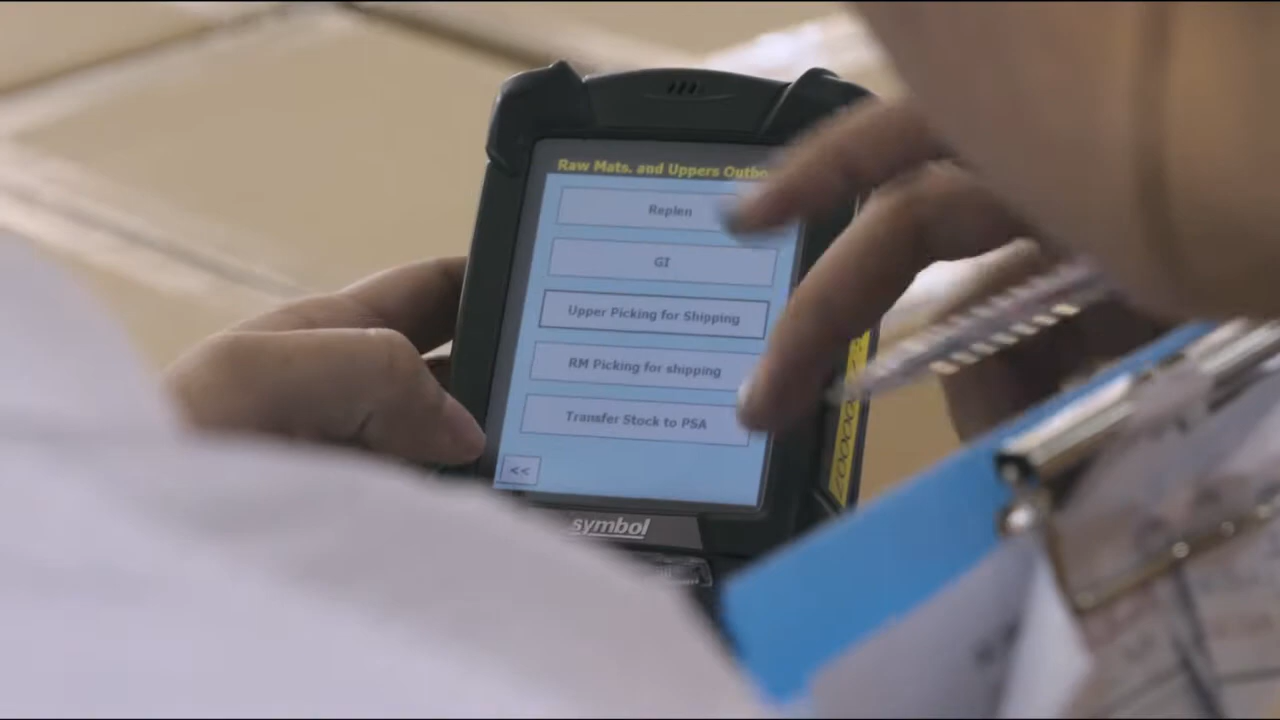 Raw Mats. and Uppers Outbo
Replen
GI
Upper Picking for Shipping
RM Picking for shipping
Transfer Stock to PSA
<<
symbol